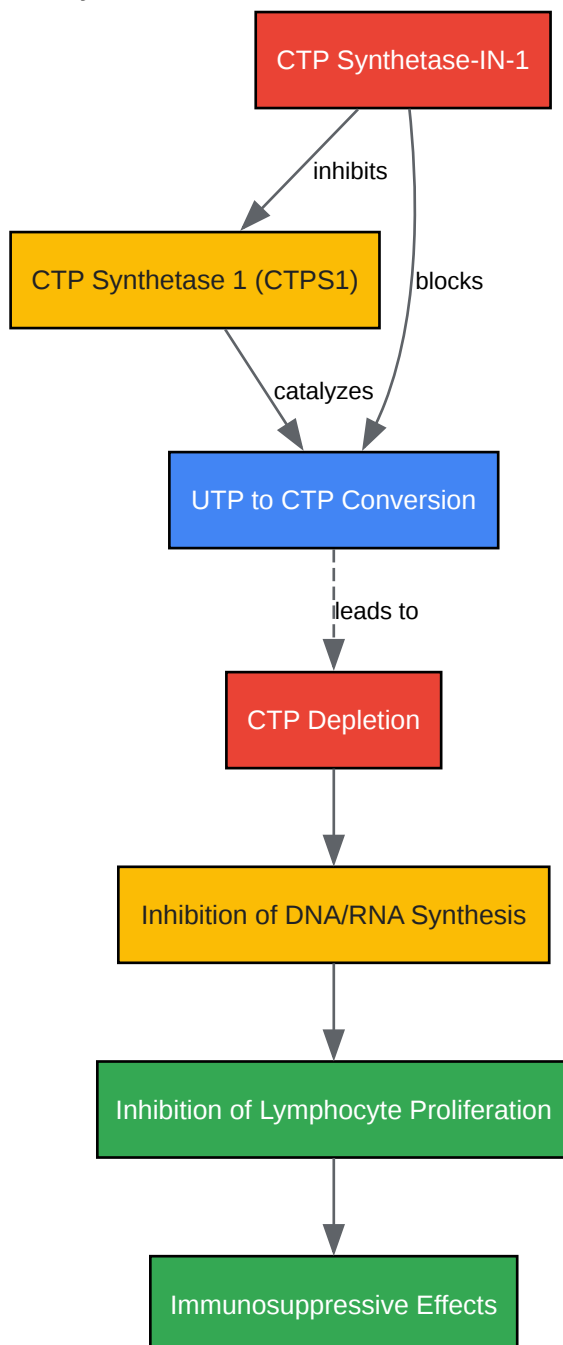 CTP Synthetase-IN-1
inhibits
CTP Synthetase 1 (CTPS1)
blocks
catalyzes
UTP to CTP Conversion
leads to
CTP Depletion
Inhibition of DNA/RNA Synthesis
Inhibition of Lymphocyte Proliferation
Immunosuppressive Effects